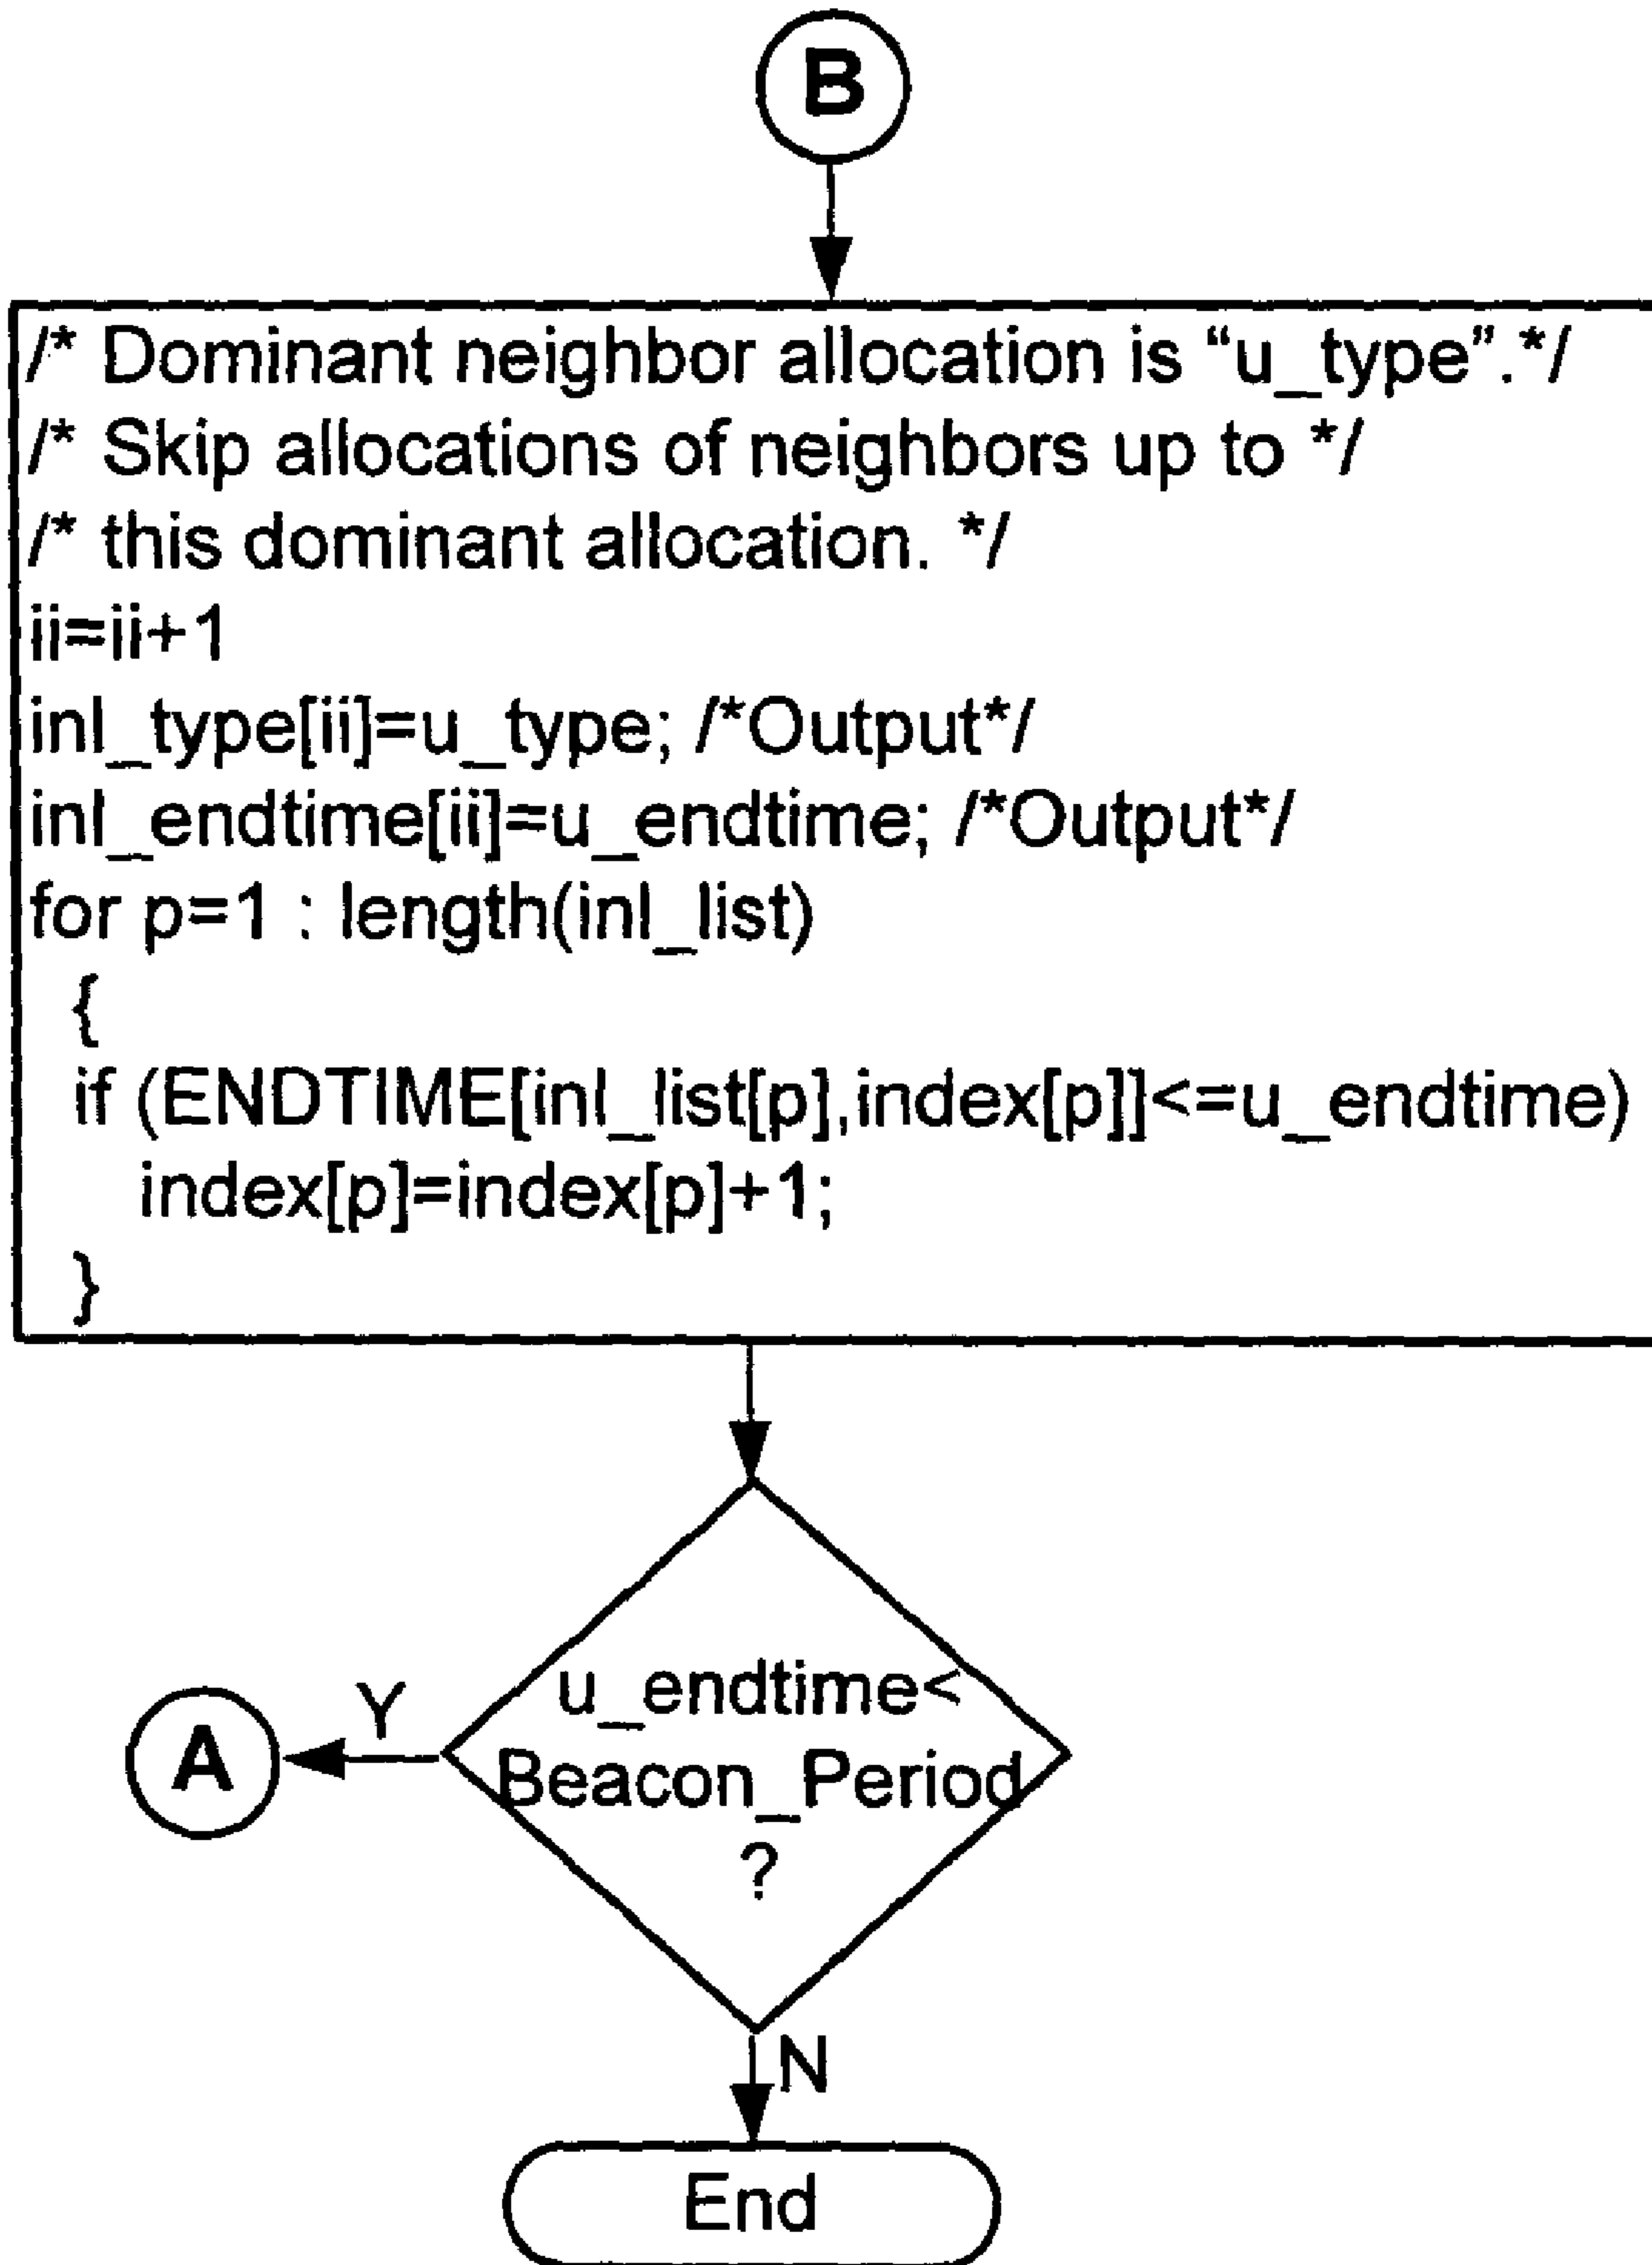 B
/* Dominant neighbor allocation is “u_type”.*/
/* Skip allocations of neighbors up to */
/* this dominant allocation. */
ii=ii+1
inl_type[ii]=u_type; /*Output*/
inl_endtime[ii]=u_endtime; /*Output*/
for p=1 : length(inl_list)
{
if (ENDTIME[inl_list[p],index[p]]<=u_endtime)
index[p]=index[p]+1;
}
u_endtime<
Beacon_Period
?
Y
A
N
End